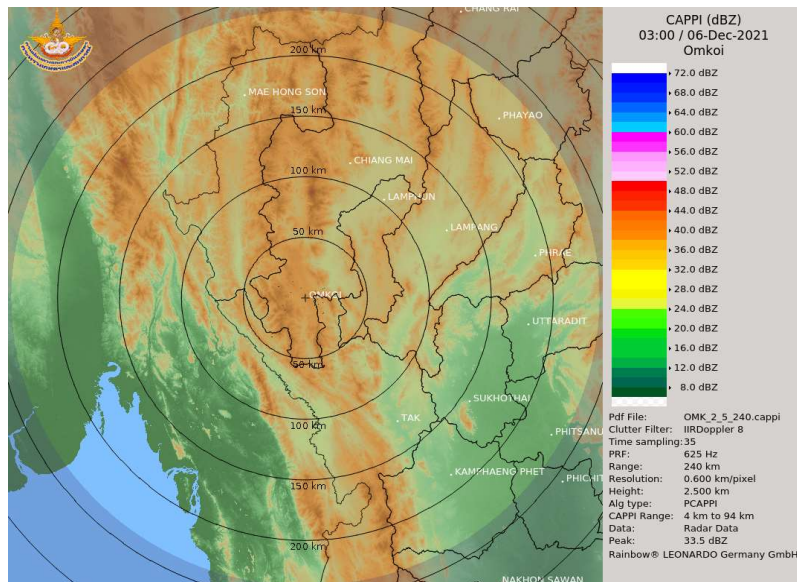 CHANG RAI
200 km
MAE HONG SON
150 km
PHAYAO
CHIANG MAI
100 km
LAMPHUN
LAMPANG
50 km
PHRAE
OMKOI
UTTARADIT
50 km
SUKHOTHAI
TAK
100 km
PHITSANU
KAMPHAENG PHET
PHICHIT
150 km
200 km
NAKHON SAWAN
CAPPI (dBZ)
03:00 / 06-Dec-2021
Omkoi
72.0 dBZ
68.0 dBZ
64.0 dBZ
60.0 dBZ
56.0 dBZ
52.0 dBZ
48.0 dBZ
44.0 dBZ
40.0 dBZ
36.0 dBZ
32.0 dBZ
28.0 dBZ
24.0 dBZ
20.0 dBZ
16.0 dBZ
12.0 dBZ
8.0 dBZ
Pdf File: OMK_2_5_240.cappi
Clutter Filter: IIRDoppler 8
Time sampling:35
PRF: 625 Hz
Range: 240 km
Resolution: 0.600 km/pixel
Height: 2.500 km
Alg type: PCAPPI
CAPPI Range: 4 km to 94 km
Data: Radar Data
Peak: 33.5 dBZ
Rainbow® LEONARDO Germany GmbH